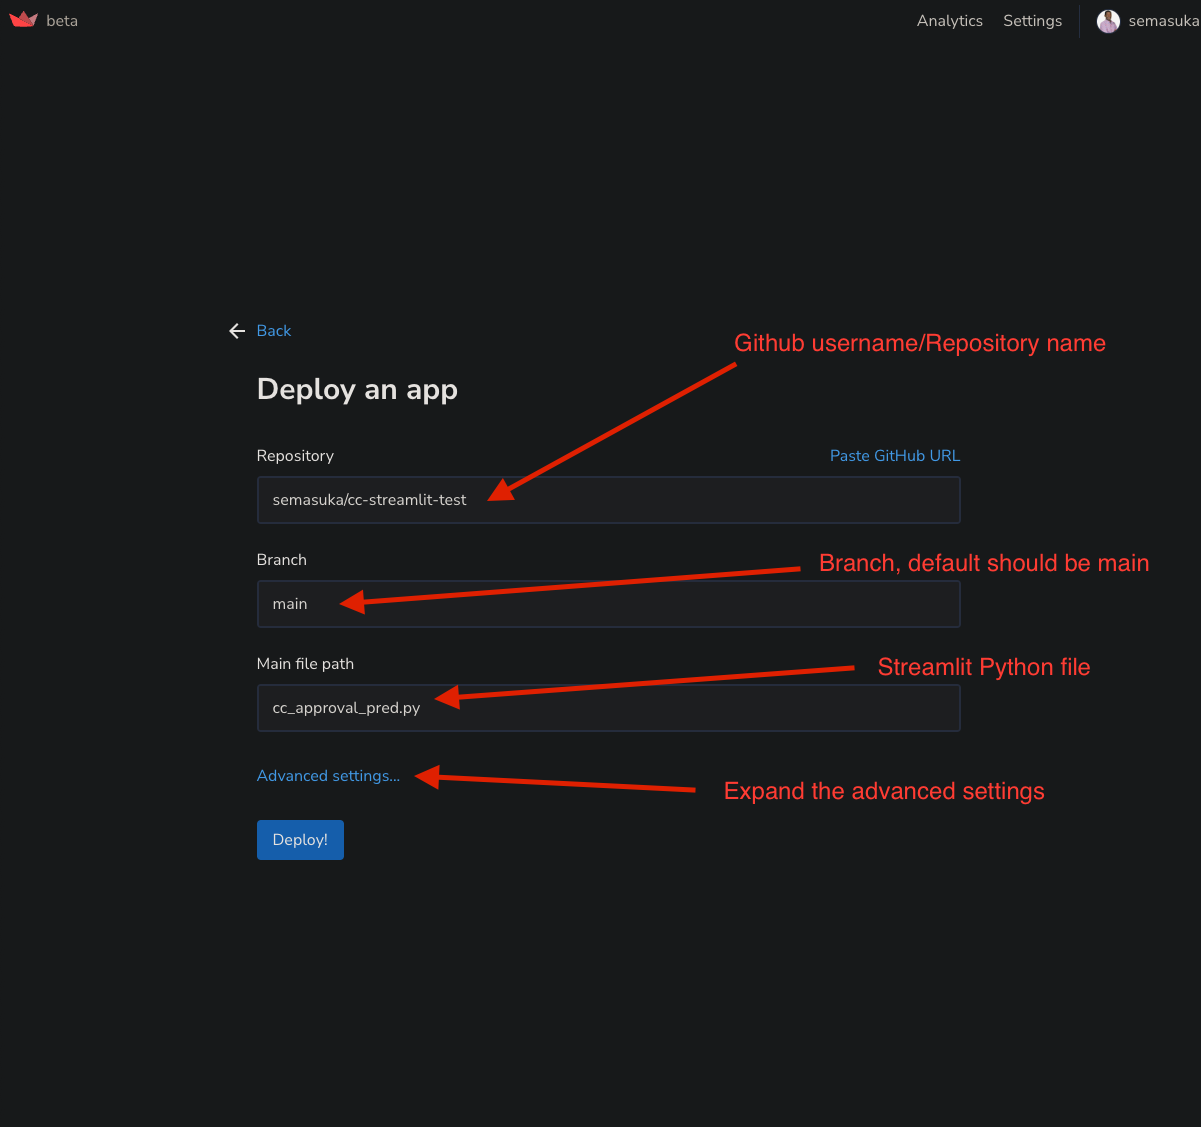 beta
Analytics
Settings
semasuka
Back
Github username/Repository name
Deploy an app
Repository
Paste GitHub URL
semasuka/cc-streamlit-test
Branch
Branch, default should be main
main
Main file path
Streamlit Python file
cc_approval_pred.py
Advanced settings...
Expand the advanced settings
Deploy!